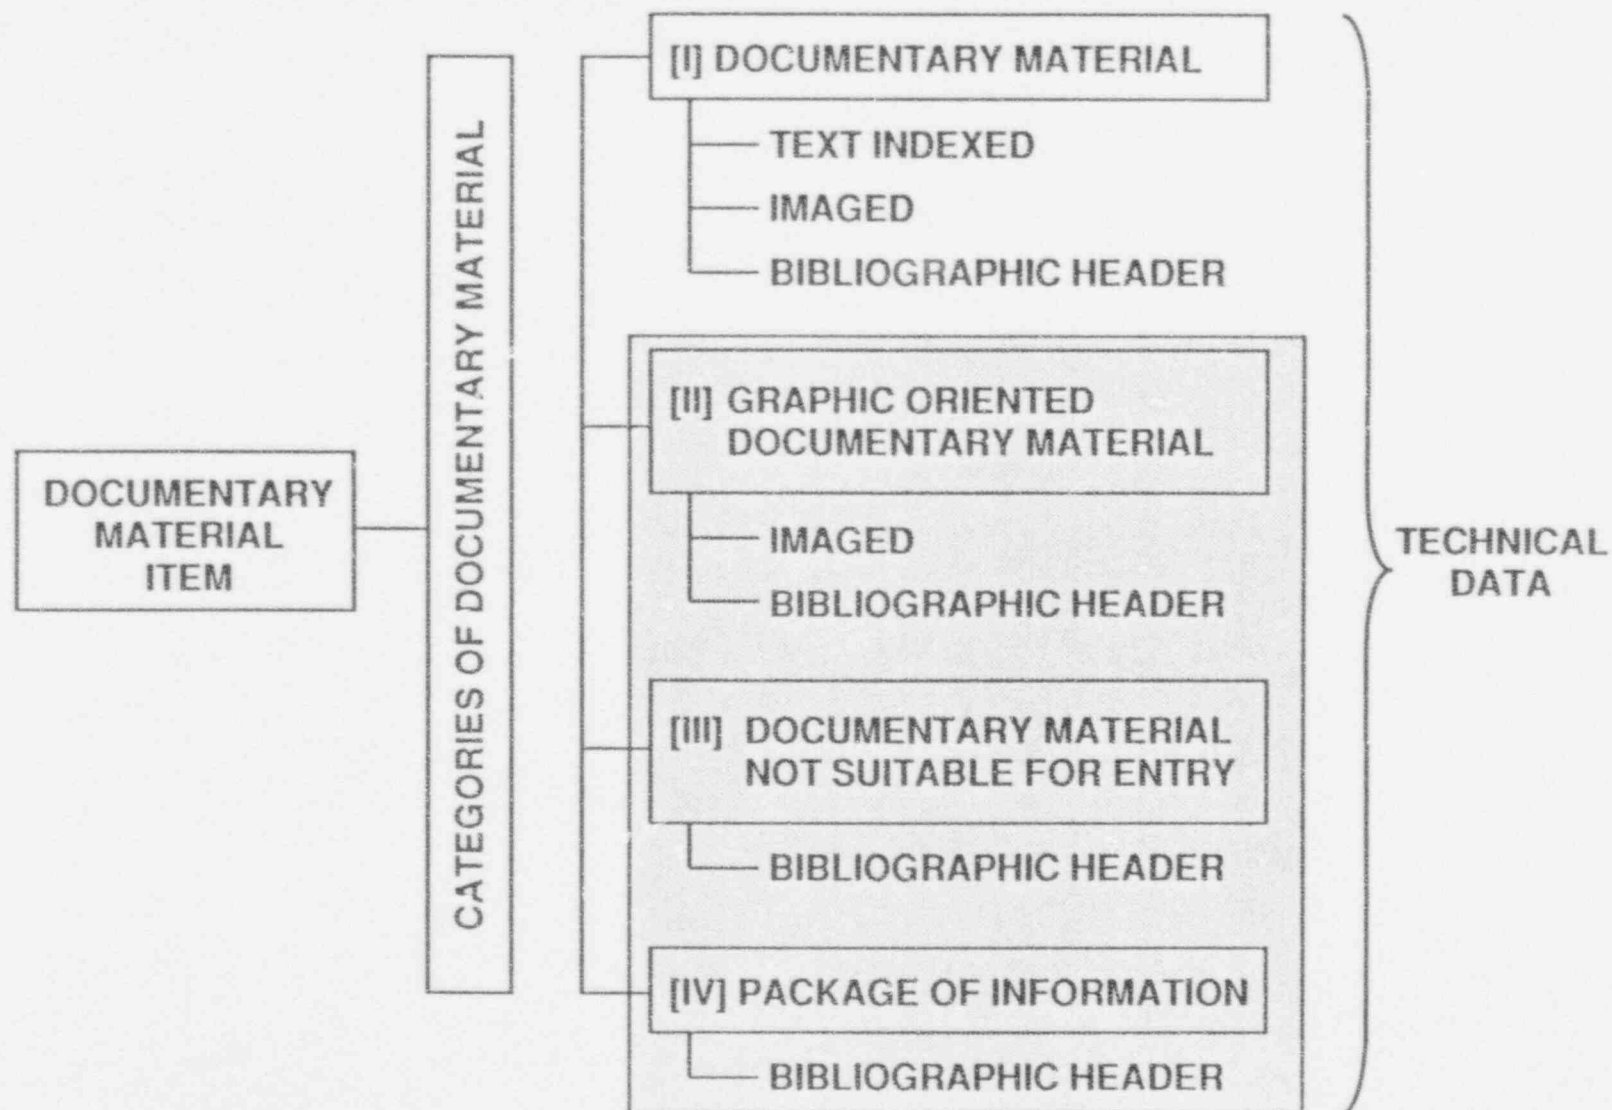 DOCUMENTARY
MATERIAL
ITEM
CATEGORIES OF DOCUMENTARY MATERIAL
[I] DOCUMENTARY MATERIAL
TEXT INDEXED
IMAGED
BIBLIOGRAPHIC HEADER
[II] GRAPHIC ORIENTED
DOCUMENTARY MATERIAL
IMAGED
BIBLIOGRAPHIC HEADER
[III] DOCUMENTARY MATERIAL
NOT SUITABLE FOR ENTRY
BIBLIOGRAPHIC HEADER
[IV] PACKAGE OF INFORMATION
BIBLIOGRAPHIC HEADER
TECHNICAL
DATA